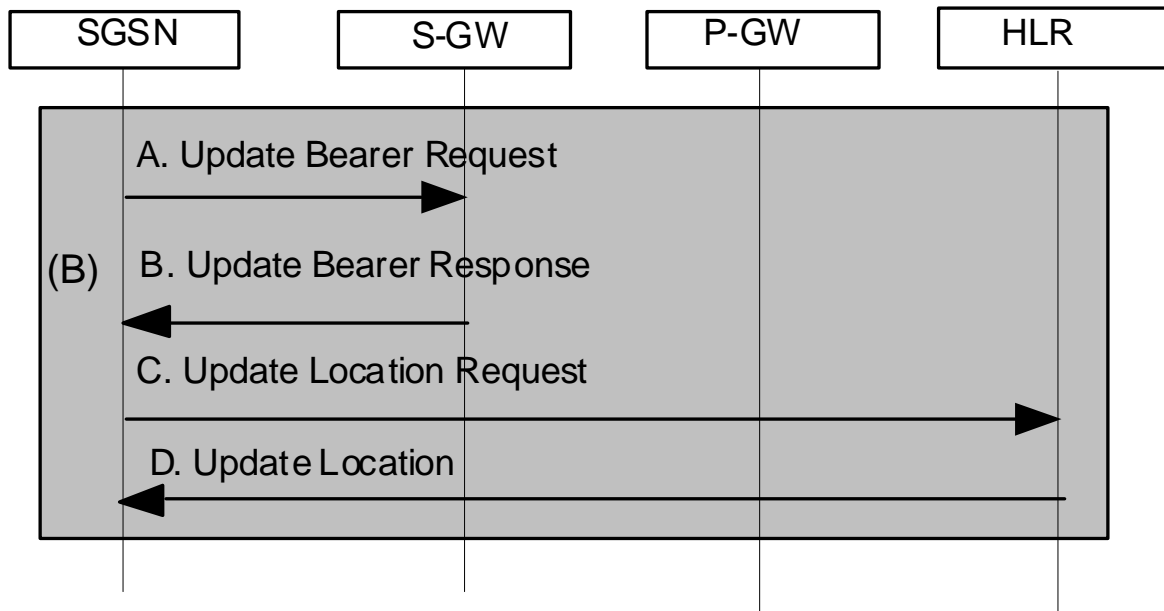 SGSN
S-GW
P-GW
HLR
A. Update Bearer Request
(B)
B. Update Bearer Response
C. Update Location Request
D. Update Location